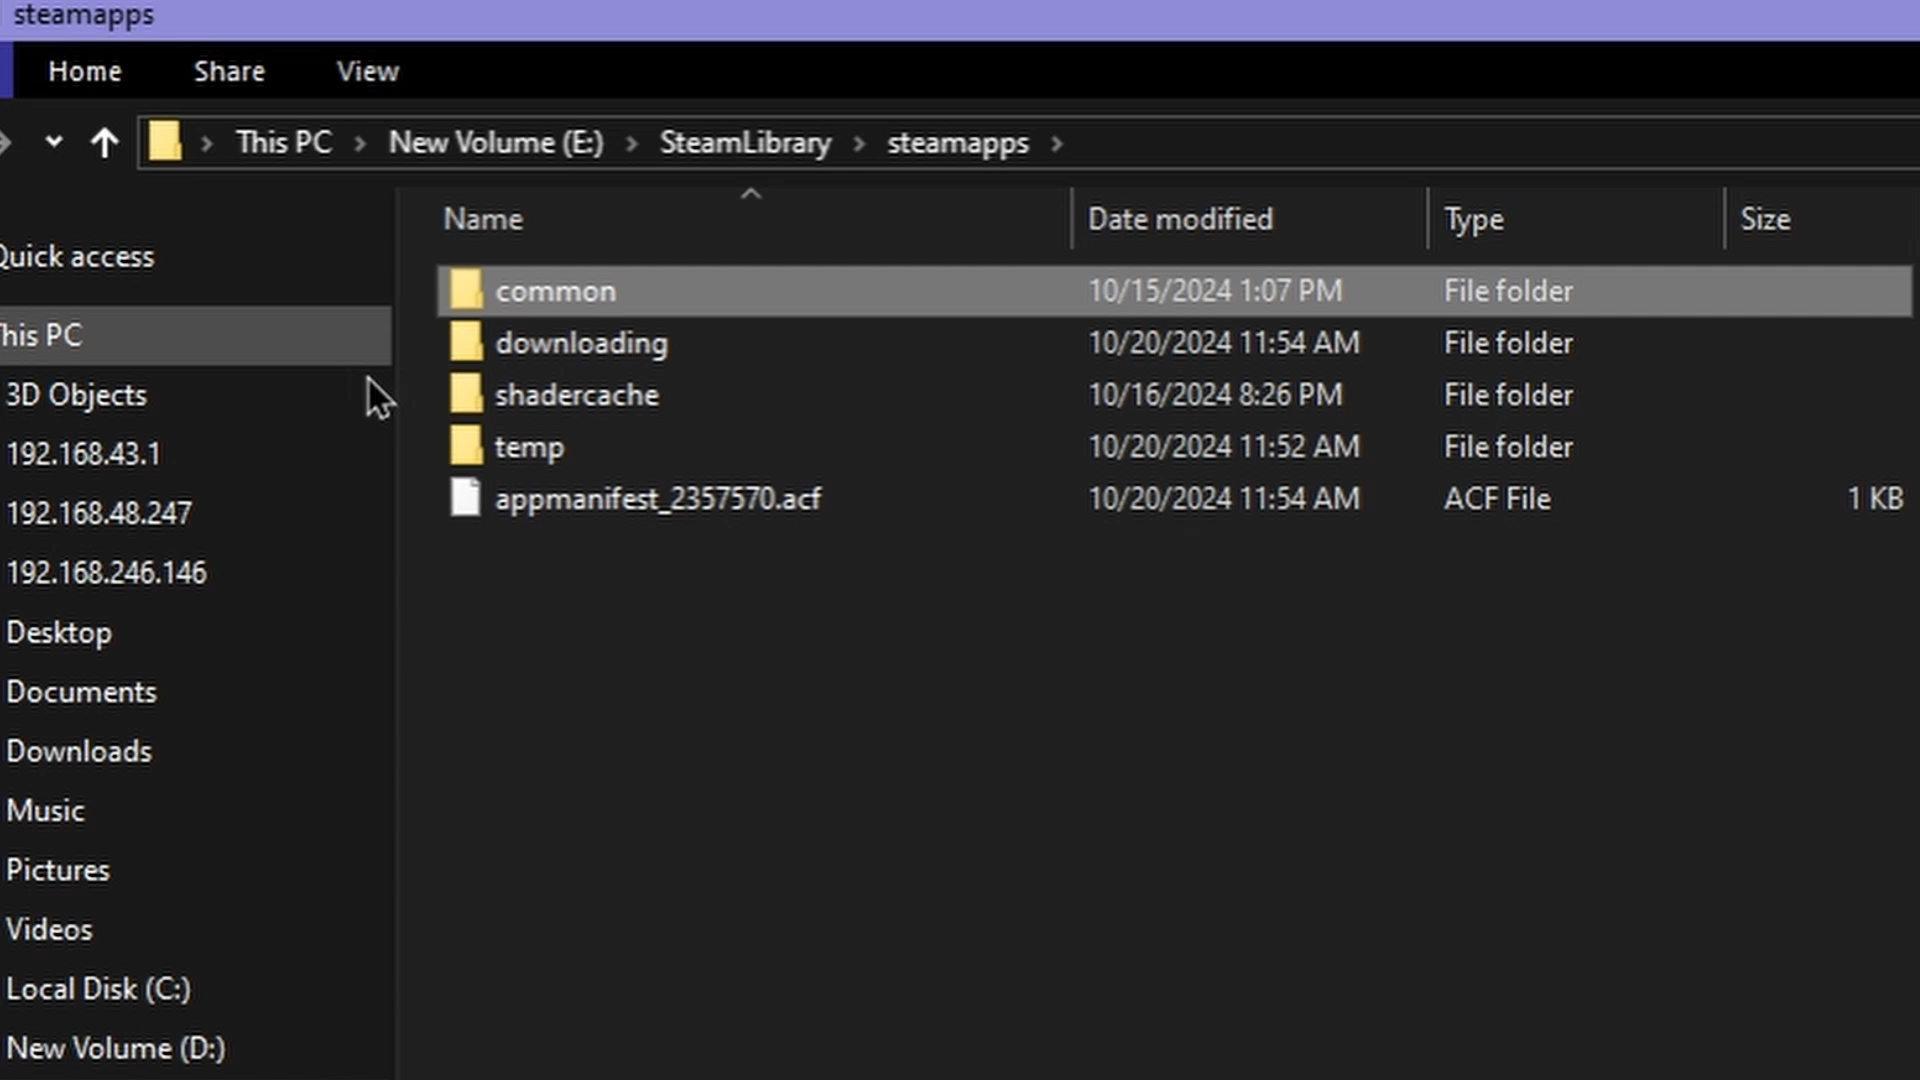 steamapps
Home Share View
This PC New Volume (E:) SteamLibrary steamapps
Name Date modified Type Size
Quick access
This PC
3D Objects
192.168.43.1
192.168.48.247
192.168.246.146
Desktop
Documents
Downloads
Music
Pictures
Videos
Local Disk (C:)
New Volume (D:)
common 10/15/2024 1:07 PM File folder
downloading 10/20/2024 11:54 AM File folder
shadercache 10/16/2024 8:26 PM File folder
temp 10/20/2024 11:52 AM File folder
appmanifest_2357570.acf 10/20/2024 11:54 AM ACF File 1 KB